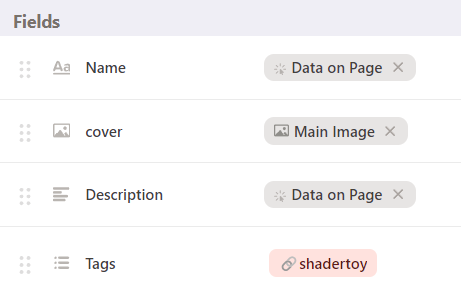 Fields
Aa Name Data on Page ×
cover Main Image ×
Description Data on Page ×
Tags shadertoy